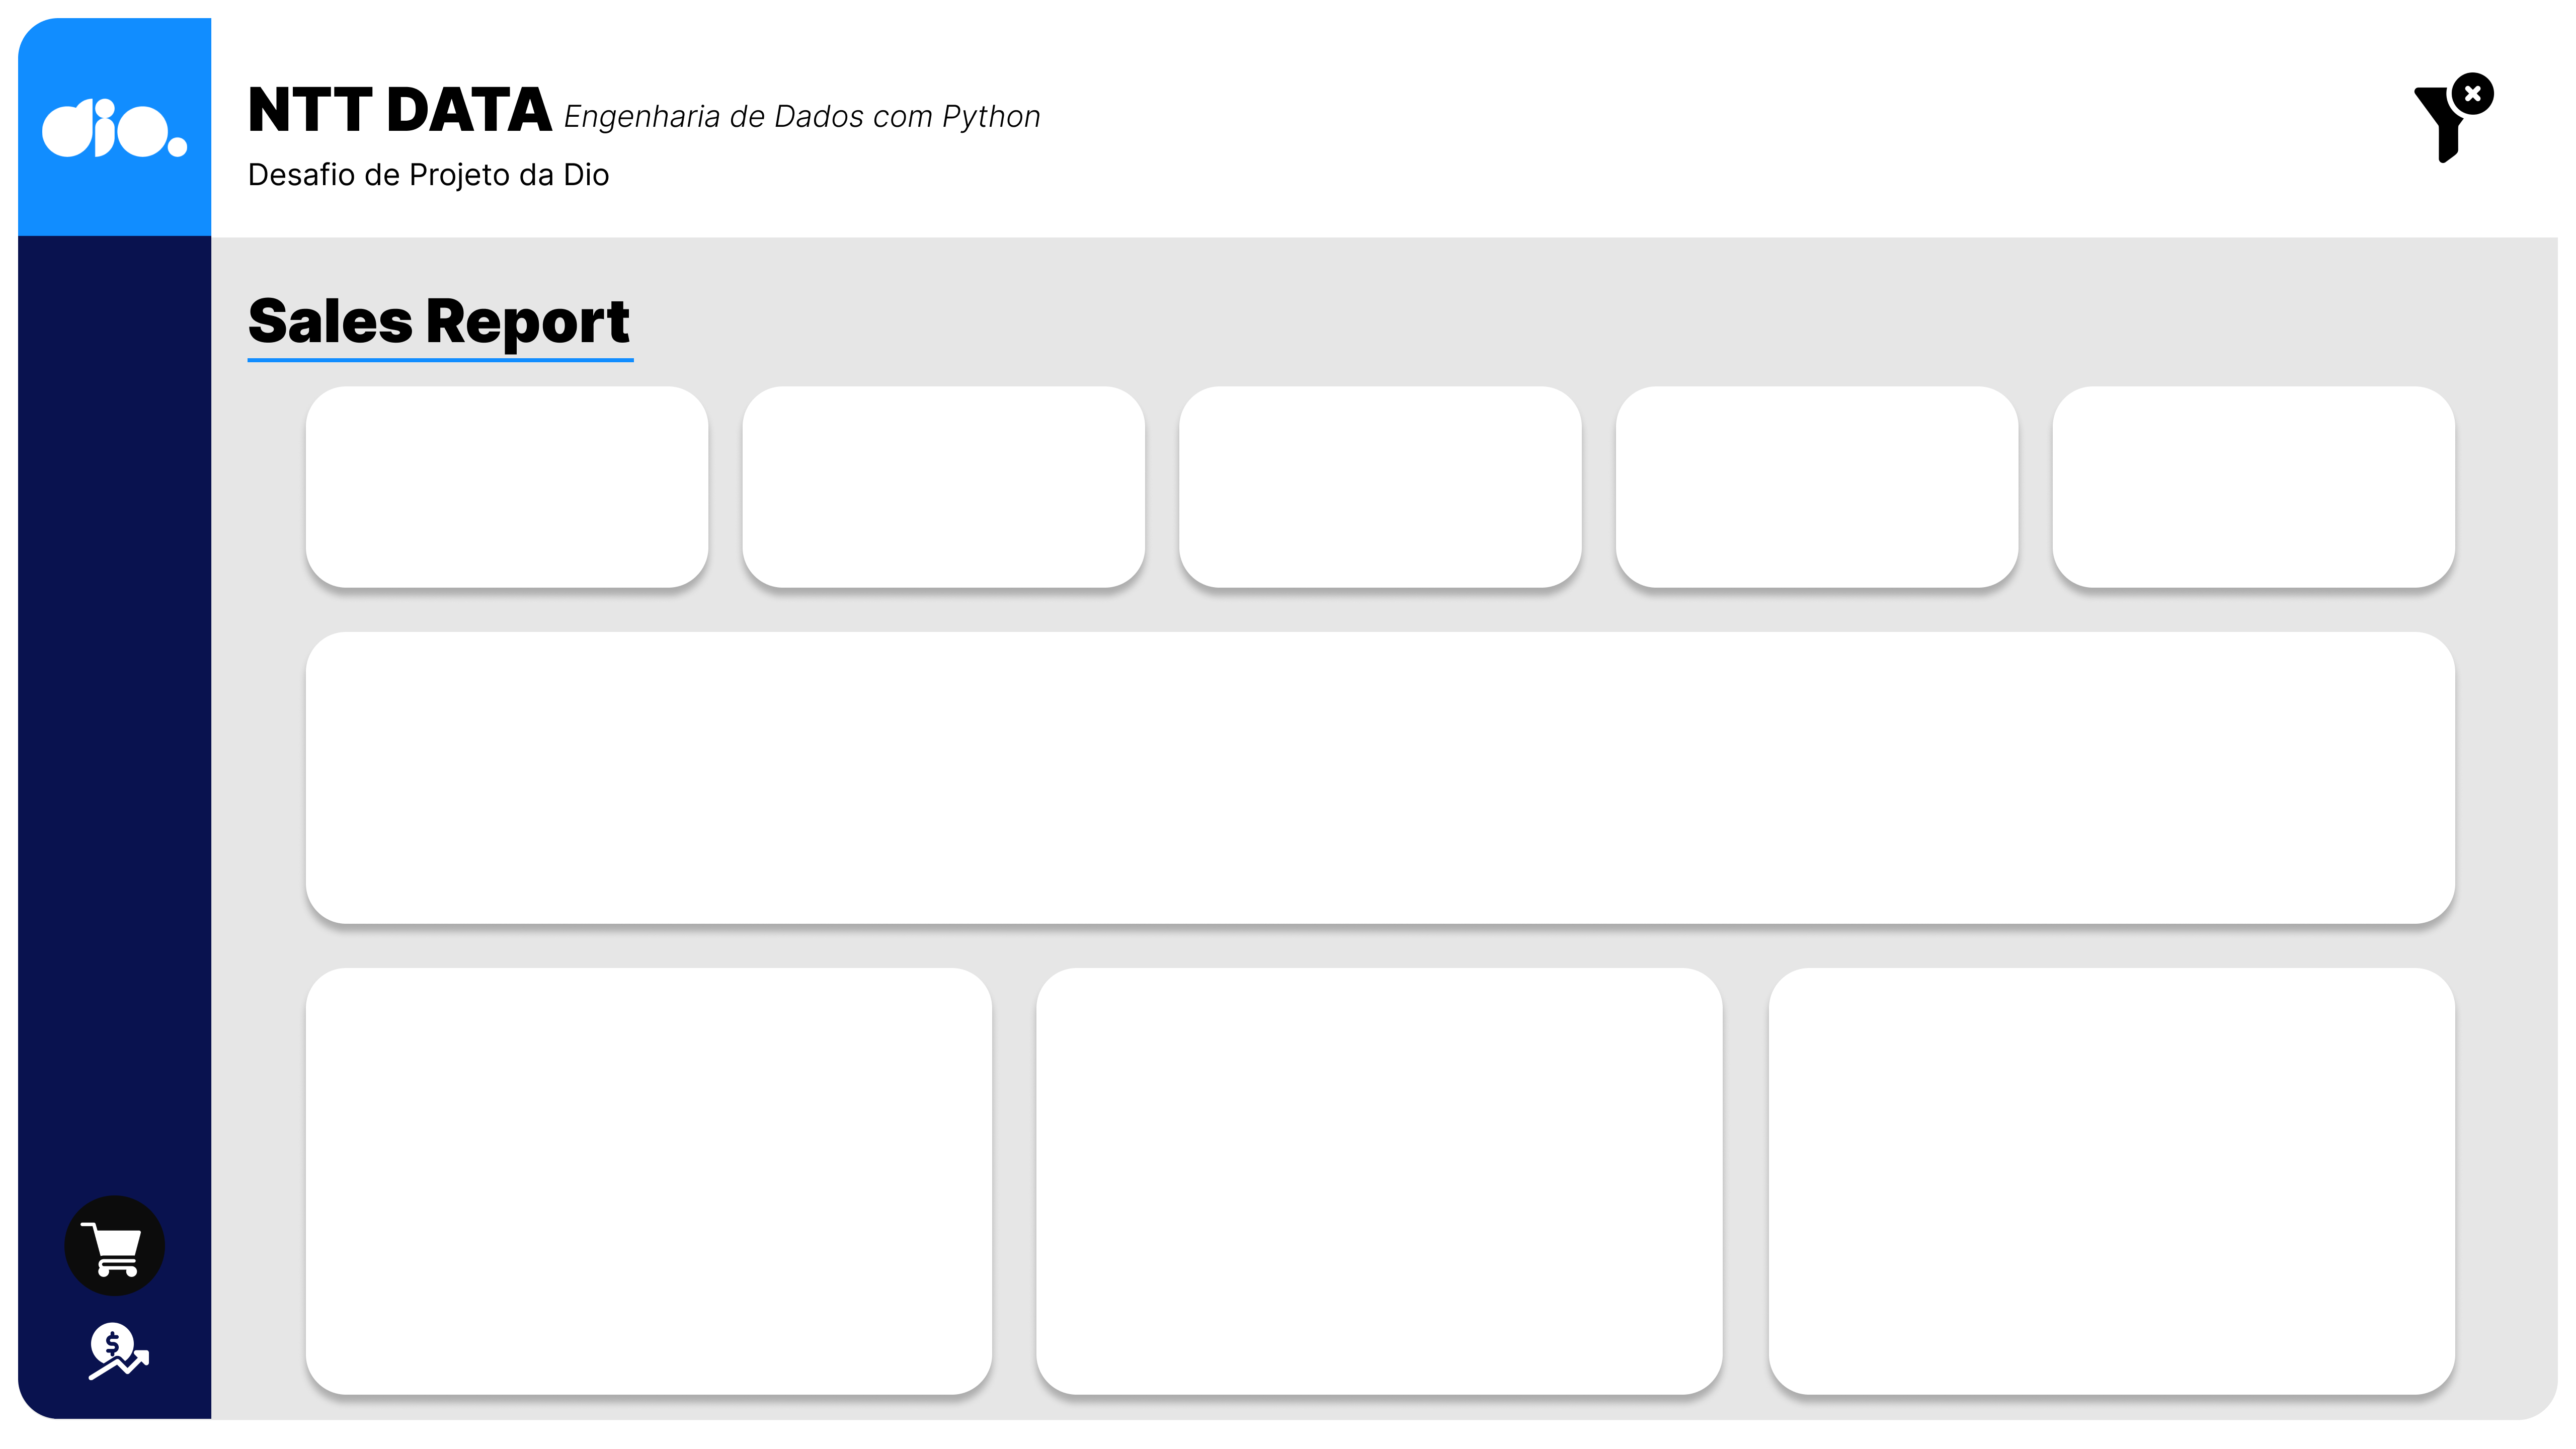 dio.
NTT DATA Engenharia de Dados com Python
Desafio de Projeto da Dio
Sales Report
$